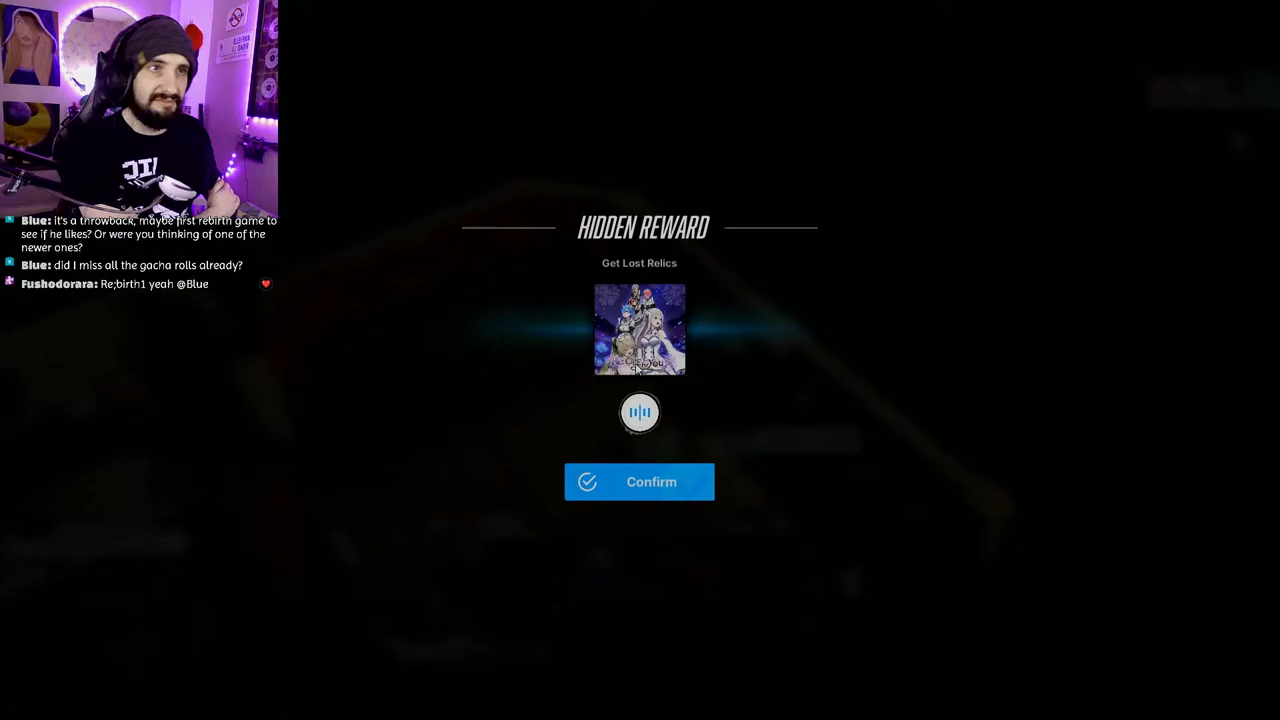 Blue: it's a throwback, maybe first rebirth game to
see if he likes? Or were you thinking of one of the
newer ones?
Blue: did I miss all the gacha rolls already?
Fushodorara: Re;birth1 yeah @Blue
HIDDEN REWARD
Get Lost Relics
You
Confirm